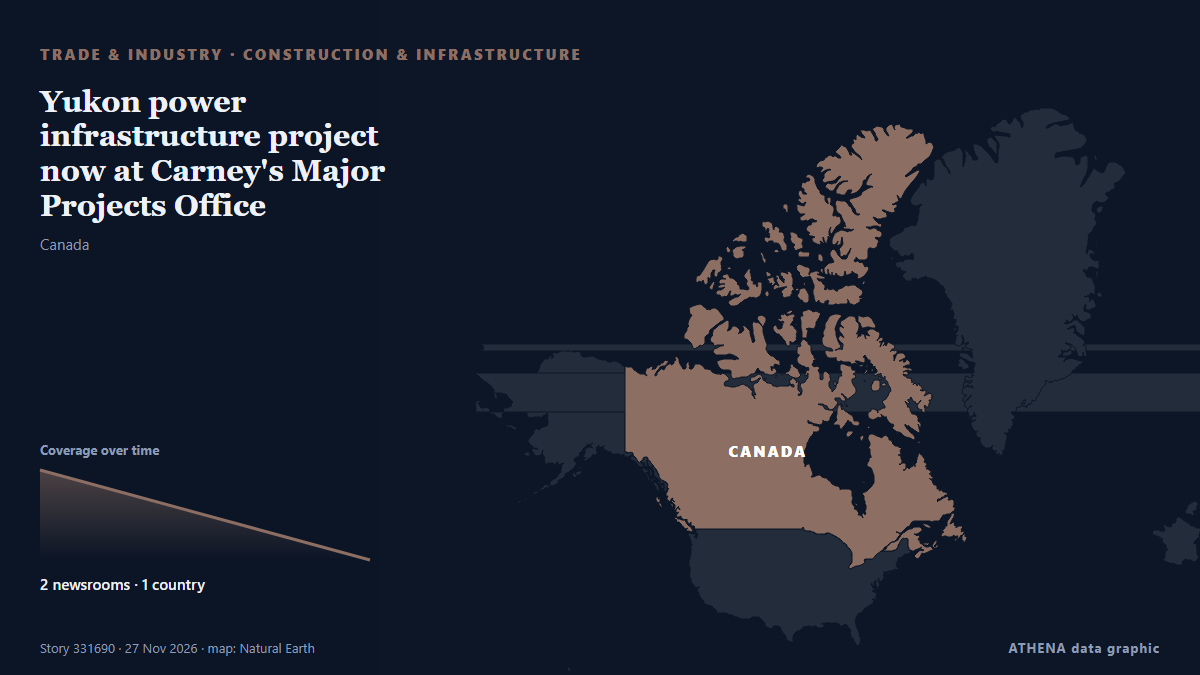 TRADE & INDUSTRY · CONSTRUCTION & INFRASTRUCTURE
Yukon power
infrastructure project
now at Carney's Major
Projects Office
Canada
CANADA
Coverage over time
2 newsrooms · 1 country
Story 331690 · 27 Nov 2026 · map: Natural Earth
ATHENA data graphic